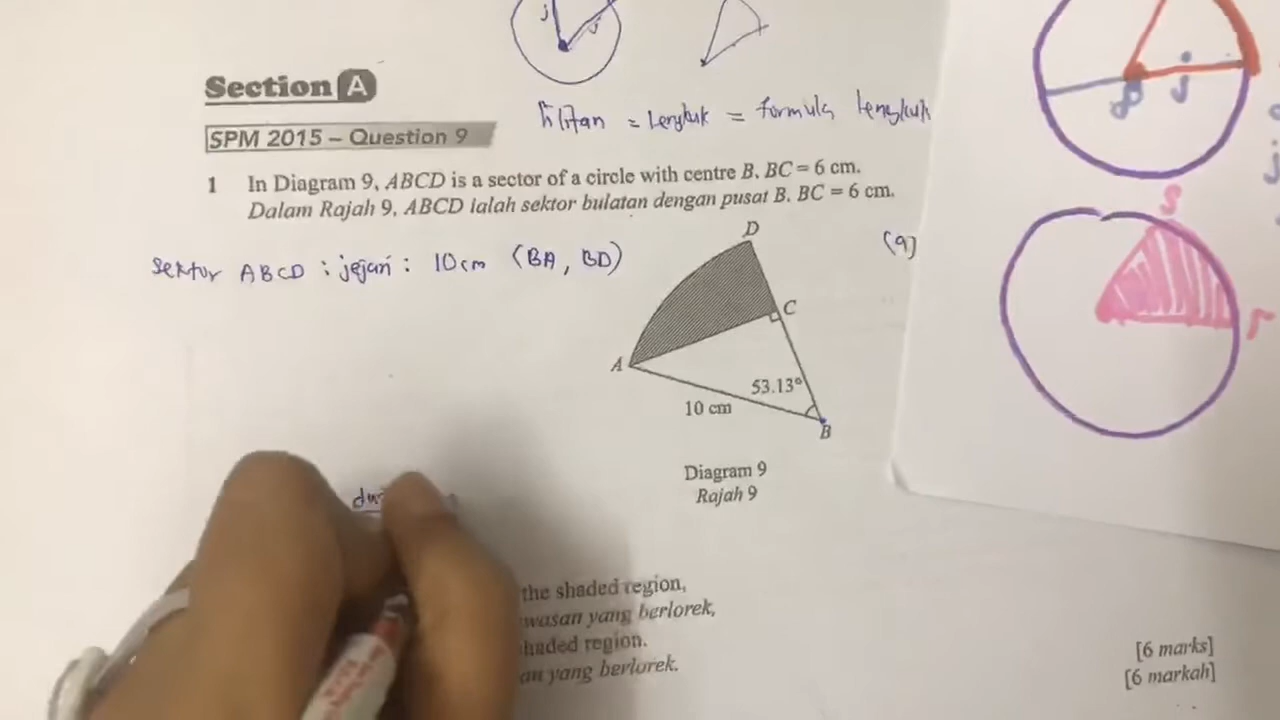 j
j
Section A
lilitan = Lengkuk = formula lengkuk
SPM 2015 – Question 9
1 In Diagram 9, ABCD is a sector of a circle with centre B, BC = 6 cm.
Dalam Rajah 9, ABCD ialah sektor bulatan dengan pusat B. BC = 6 cm.
sektor ABCD : jejari : 10cm (BA, BD)
(a)
D
C
A
53.13°
10 cm
B
Diagram 9
Rajah 9
the shaded region,
wasan yang berlorek,
haded region.
an yang berlorek.
[6 marks]
[6 markah]
j
s
r